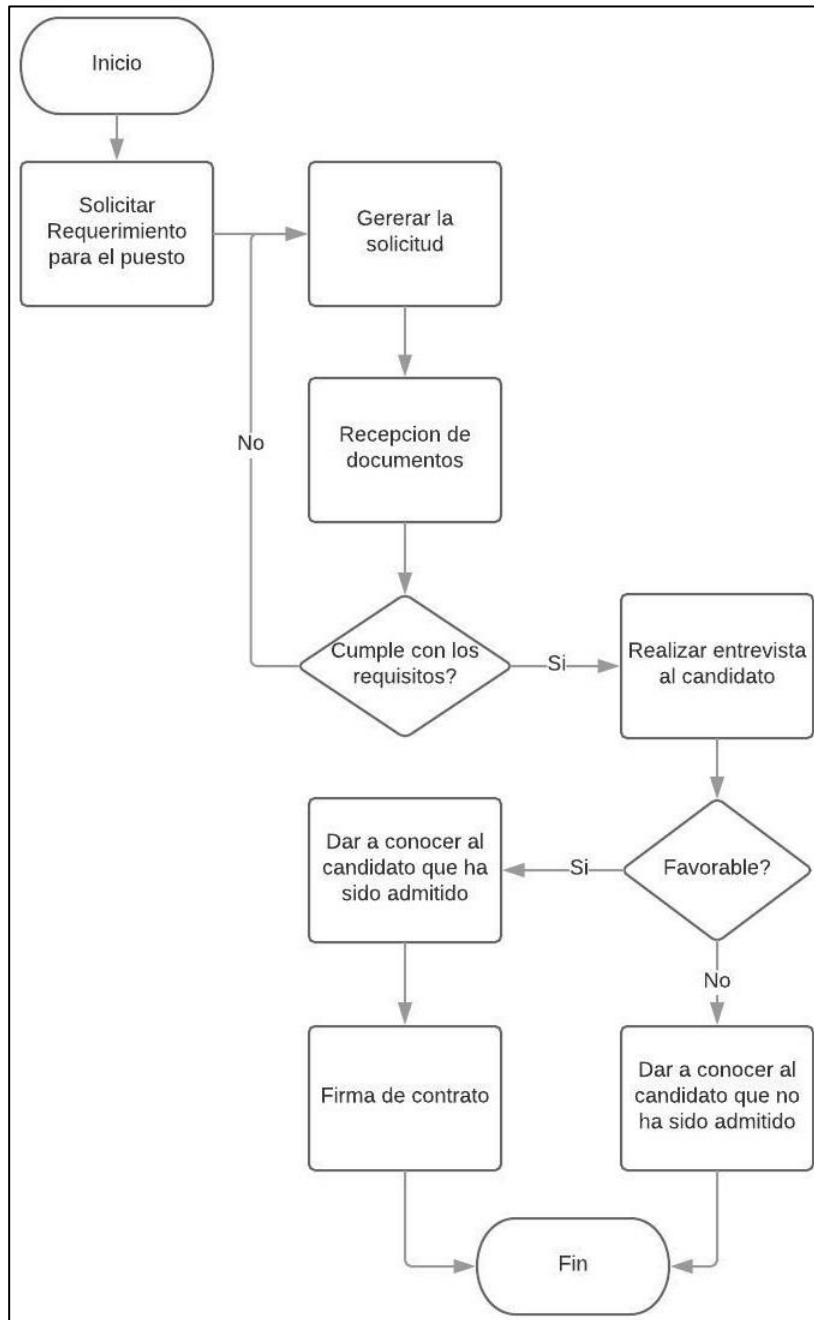 Inicio
Solicitar
Requerimiento
para el puesto
Gererar la
solicitud
Recepcion de
documentos
No
Cumple con los
requisitos?
Si
Realizar entrevista
al candidato
Favorable?
Si
Dar a conocer al
candidato que ha
sido admitido
No
Firma de contrato
Dar a conocer al
candidato que no
ha sido admitido
Fin